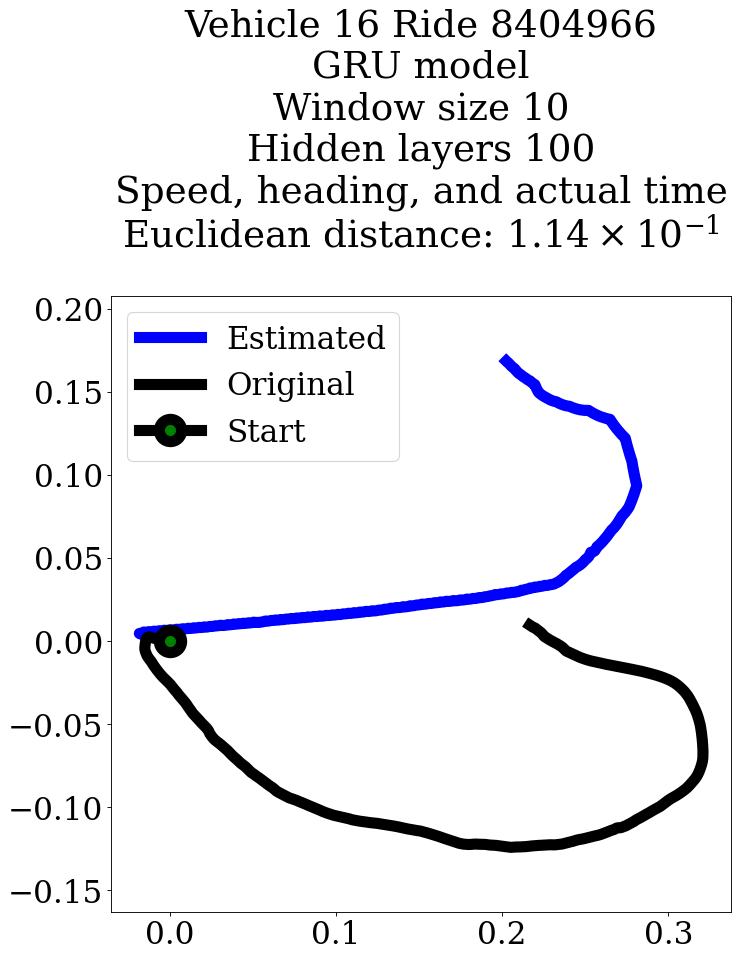 Vehicle 16 Ride 8404966
GRU model
Window size 10
Hidden layers 100
Speed, heading, and actual time
Euclidean distance: 1.14 × 10⁻¹
Estimated
Original
Start
0.20
0.15
0.10
0.05
0.00
−0.05
−0.10
−0.15
0.0 0.1 0.2 0.3